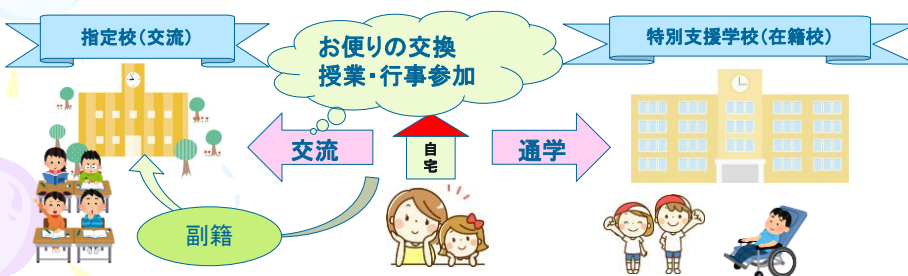 指定校(交流)
お便りの交換
授業・行事参加
特別支援学校(在籍校)
交流
自宅
通学
副籍